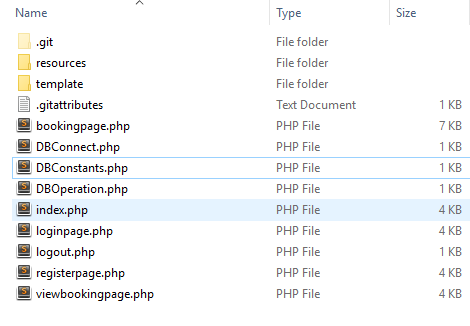 Name Type Size
.git File folder
resources File folder
template File folder
.gitattributes Text Document 1 KB
bookingpage.php PHP File 7 KB
DBConnect.php PHP File 1 KB
DBConstants.php PHP File 1 KB
DBOperation.php PHP File 1 KB
index.php PHP File 4 KB
loginpage.php PHP File 4 KB
logout.php PHP File 1 KB
registerpage.php PHP File 4 KB
viewbookingpage.php PHP File 4 KB